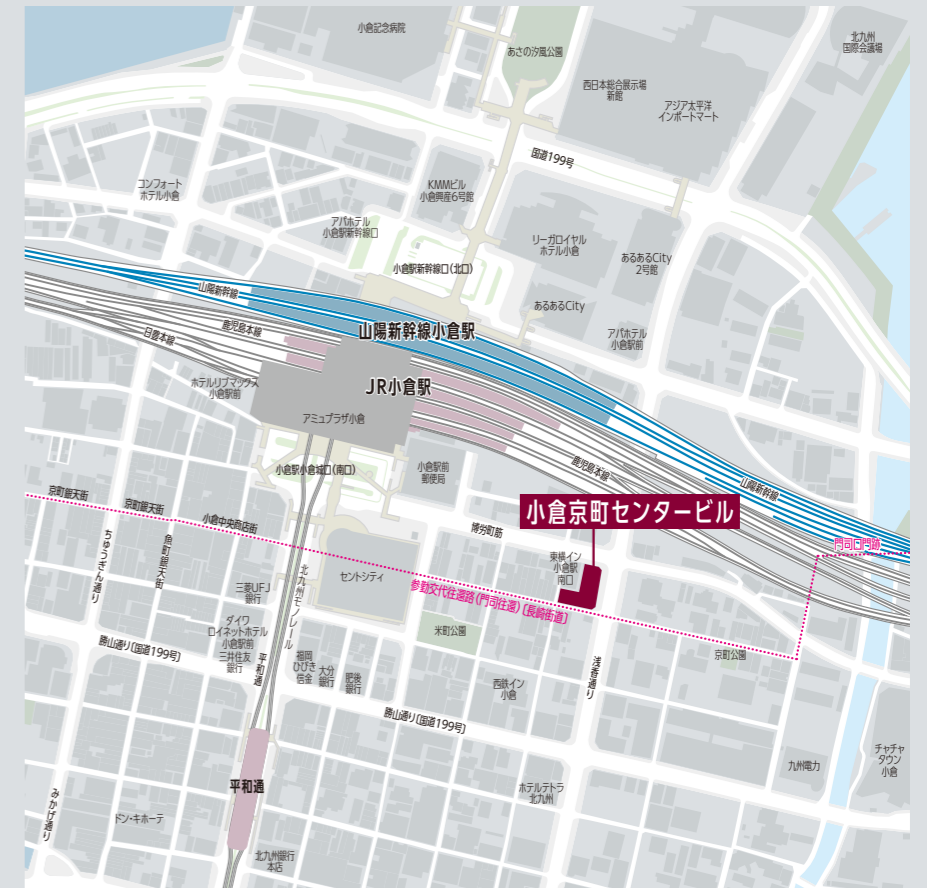 小倉記念病院
あさの汐風公園
北九州
国際会議場
西日本総合展示場
新館
アジア太平洋
インポートマート
国道199号
コンフォート
ホテル小倉
KMMビル
小倉興産6号館
アパホテル
小倉駅新幹線口
リーガロイヤル
ホテル小倉
あるあるCity
2号館
小倉駅新幹線口(北口)
山陽新幹線
あるあるCity
鹿児島本線
日豊本線
山陽新幹線小倉駅
アパホテル
小倉駅前
ホテルリブマックス
小倉駅前
JR小倉駅
アミュプラザ小倉
小倉駅小倉城口(南口)
小倉駅前
郵便局
鹿児島本線
山陽新幹線
京町銀天街
京町銀天街
小倉中央商店街
小倉京町センタービル
博労町筋
門司口門跡
ちゅうぎん通り
魚町銀天街
北九州モノレール
セントシティ
東横イン
小倉駅
南口
三菱UFJ
銀行
参勤交代往還路(門司往還)〔長崎街道〕
ダイワ
ロイネットホテル
小倉駅前
三井住友
銀行
米町公園
京町公園
勝山通り〔国道199号〕
平和通
福岡
ひびき
信金
大分
銀行
肥後
銀行
西鉄イン
小倉
浅香通り
勝山通り〔国道199号〕
チャチャ
タウン
小倉
九州電力
平和通
ホテルテトラ
北九州
みかげ通り
ドン・キホーテ
北九州銀行
本店